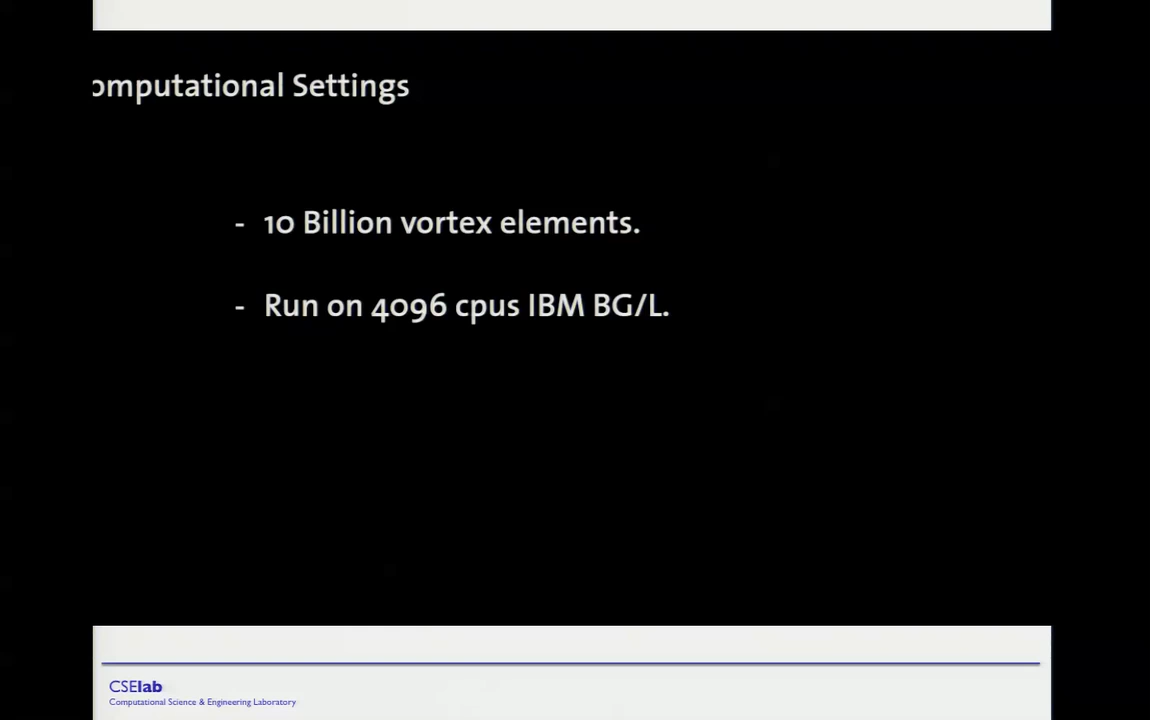 omputational Settings
- 10 Billion vortex elements.
- Run on 4096 cpus IBM BG/L.
CSElab
Computational Science & Engineering Laboratory